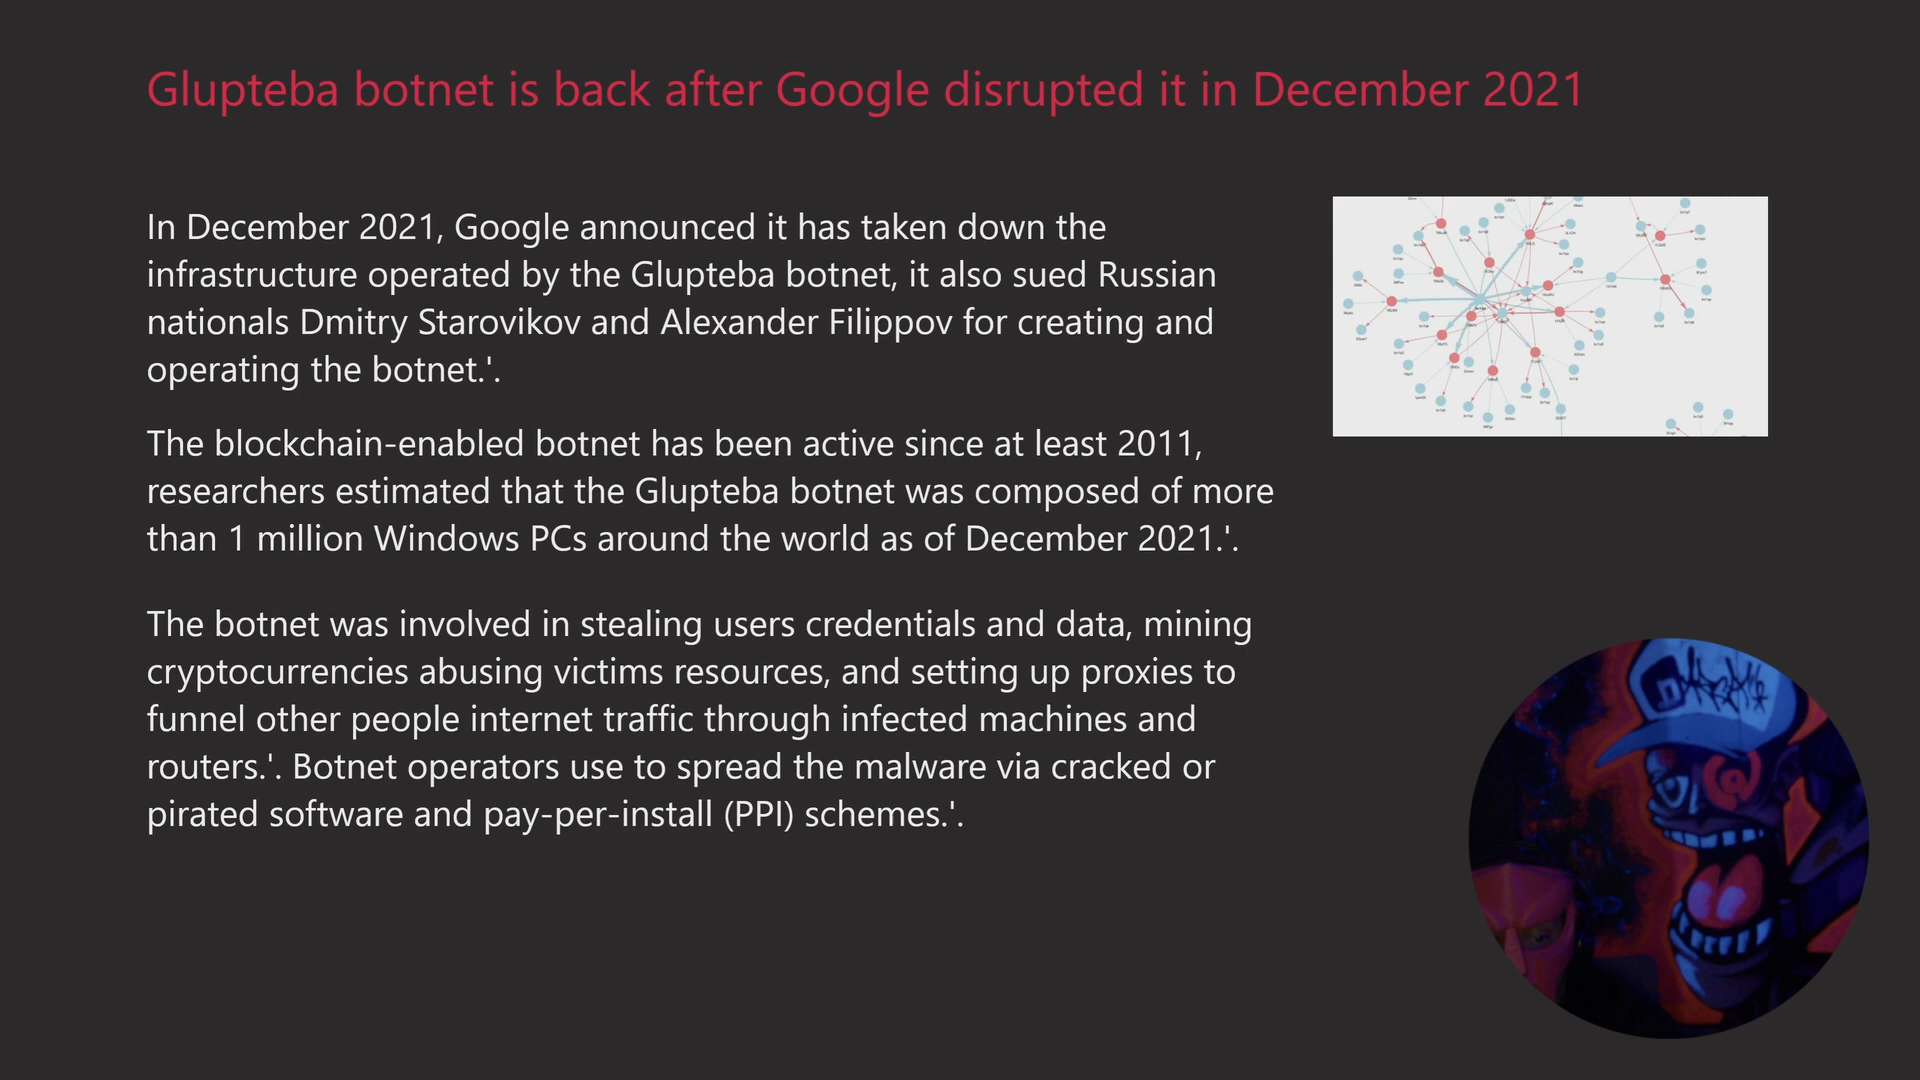 Glupteba botnet is back after Google disrupted it in December 2021
In December 2021, Google announced it has taken down the
infrastructure operated by the Glupteba botnet, it also sued Russian
nationals Dmitry Starovikov and Alexander Filippov for creating and
operating the botnet.'.
The blockchain-enabled botnet has been active since at least 2011,
researchers estimated that the Glupteba botnet was composed of more
than 1 million Windows PCs around the world as of December 2021.'.
The botnet was involved in stealing users credentials and data, mining
cryptocurrencies abusing victims resources, and setting up proxies to
funnel other people internet traffic through infected machines and
routers.'. Botnet operators use to spread the malware via cracked or
pirated software and pay-per-install (PPI) schemes.'.